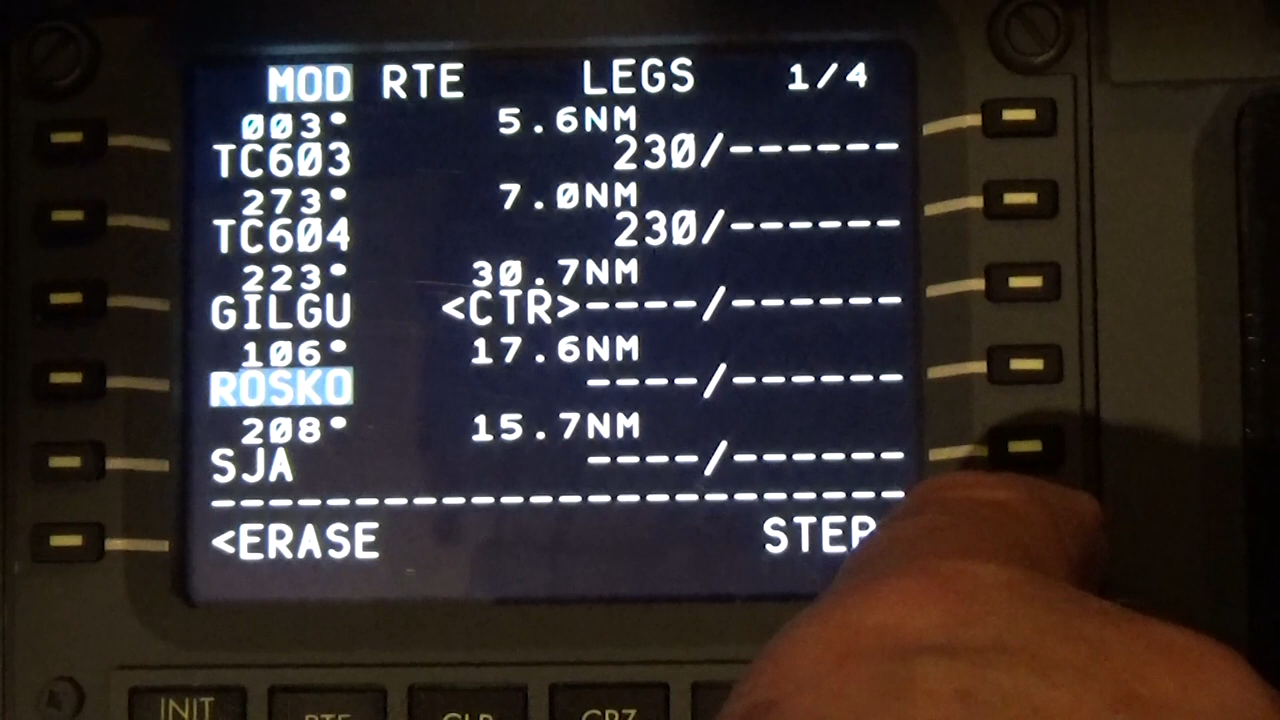 MOD RTE LEGS 1/4
003° 5.6NM
TC603 230/------
273° 7.0NM
TC604 230/------
223° 30.7NM
GILGU <CTR>----/------
106° 17.6NM
ROSKO ----/------
208° 15.7NM
SJA ----/------
------------------------
<ERASE STEP
INIT
RTE CLB CRZ